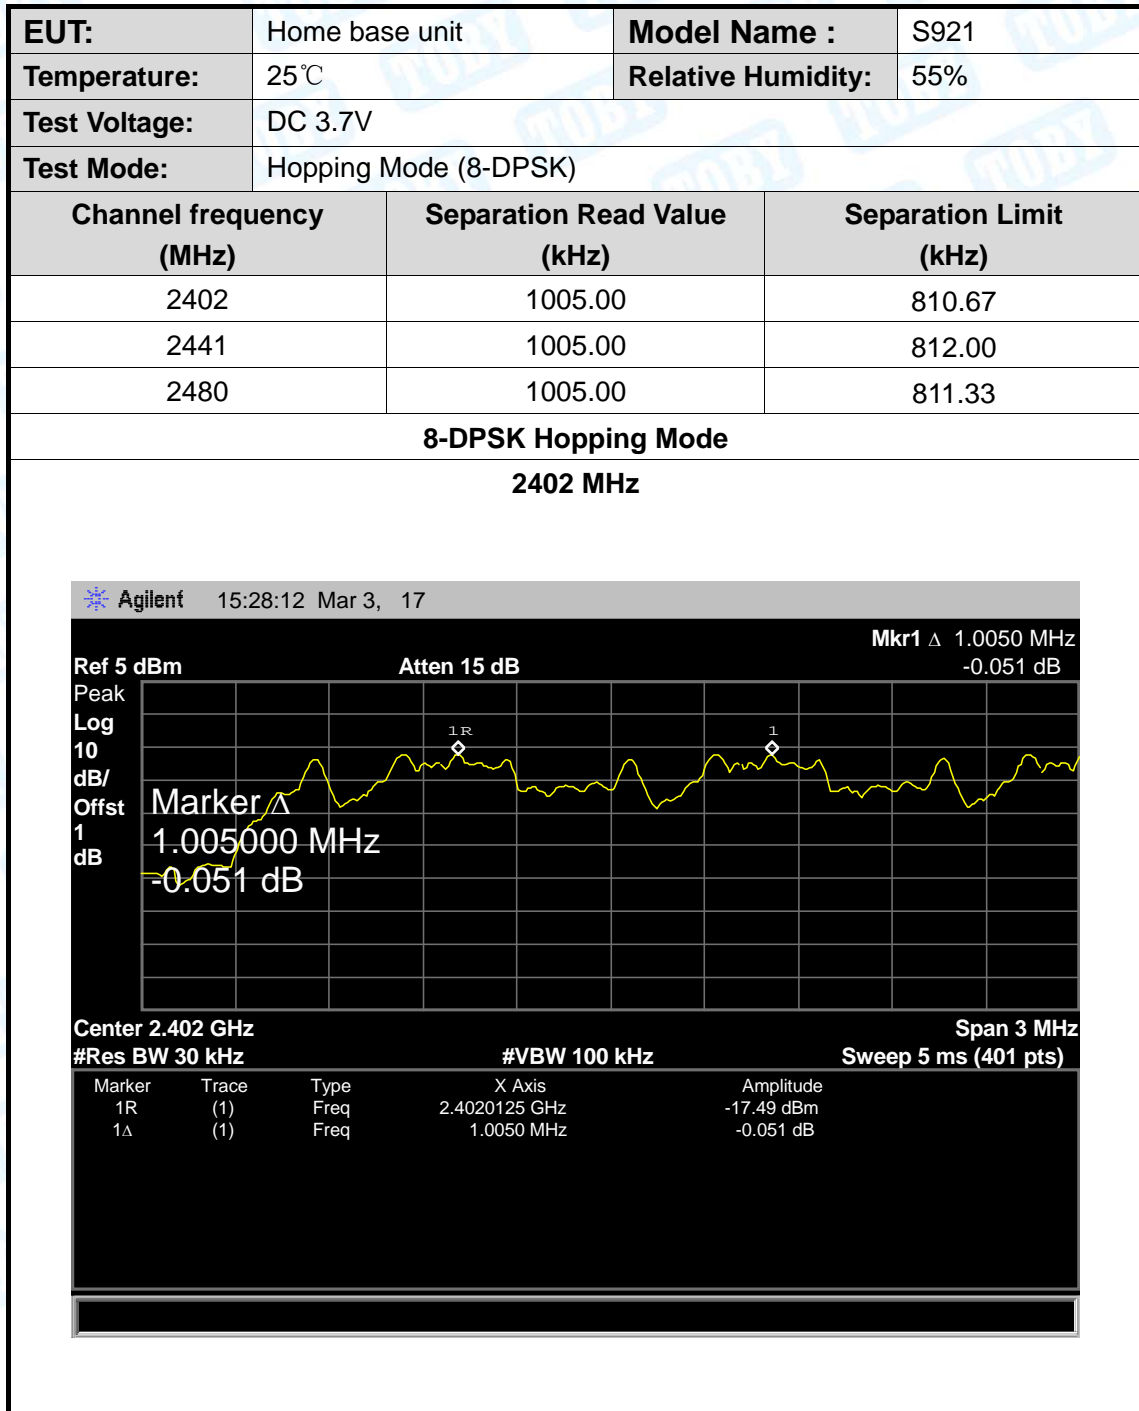 EUT: Home base unit Model Name : S921
Temperature: 25℃ Relative Humidity: 55%
Test Voltage: DC 3.7V
Test Mode: Hopping Mode (8-DPSK)
Channel frequency (MHz) Separation Read Value (kHz) Separation Limit (kHz)
2402 1005.00 810.67
2441 1005.00 812.00
2480 1005.00 811.33
8-DPSK Hopping Mode
2402 MHz
Agilent 15:28:12 Mar 3, 17
Mkr1 Δ 1.0050 MHz
Ref 5 dBm Atten 15 dB -0.051 dB
Peak
Log
10
dB/
Offst
1
dB
1R 1
Marker Δ
1.005000 MHz
-0.051 dB
Center 2.402 GHz Span 3 MHz
#Res BW 30 kHz #VBW 100 kHz Sweep 5 ms (401 pts)
Marker Trace Type X Axis Amplitude
1R (1) Freq 2.4020125 GHz -17.49 dBm
1Δ (1) Freq 1.0050 MHz -0.051 dB
TOBY